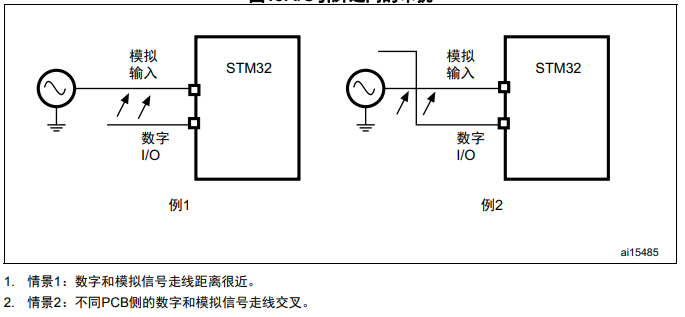 模拟
输入
STM32
数字
I/O
例1
模拟
输入
STM32
数字
I/O
例2
ai15485
1. 情景1：数字和模拟信号走线距离很近。
2. 情景2：不同PCB侧的数字和模拟信号走线交叉。